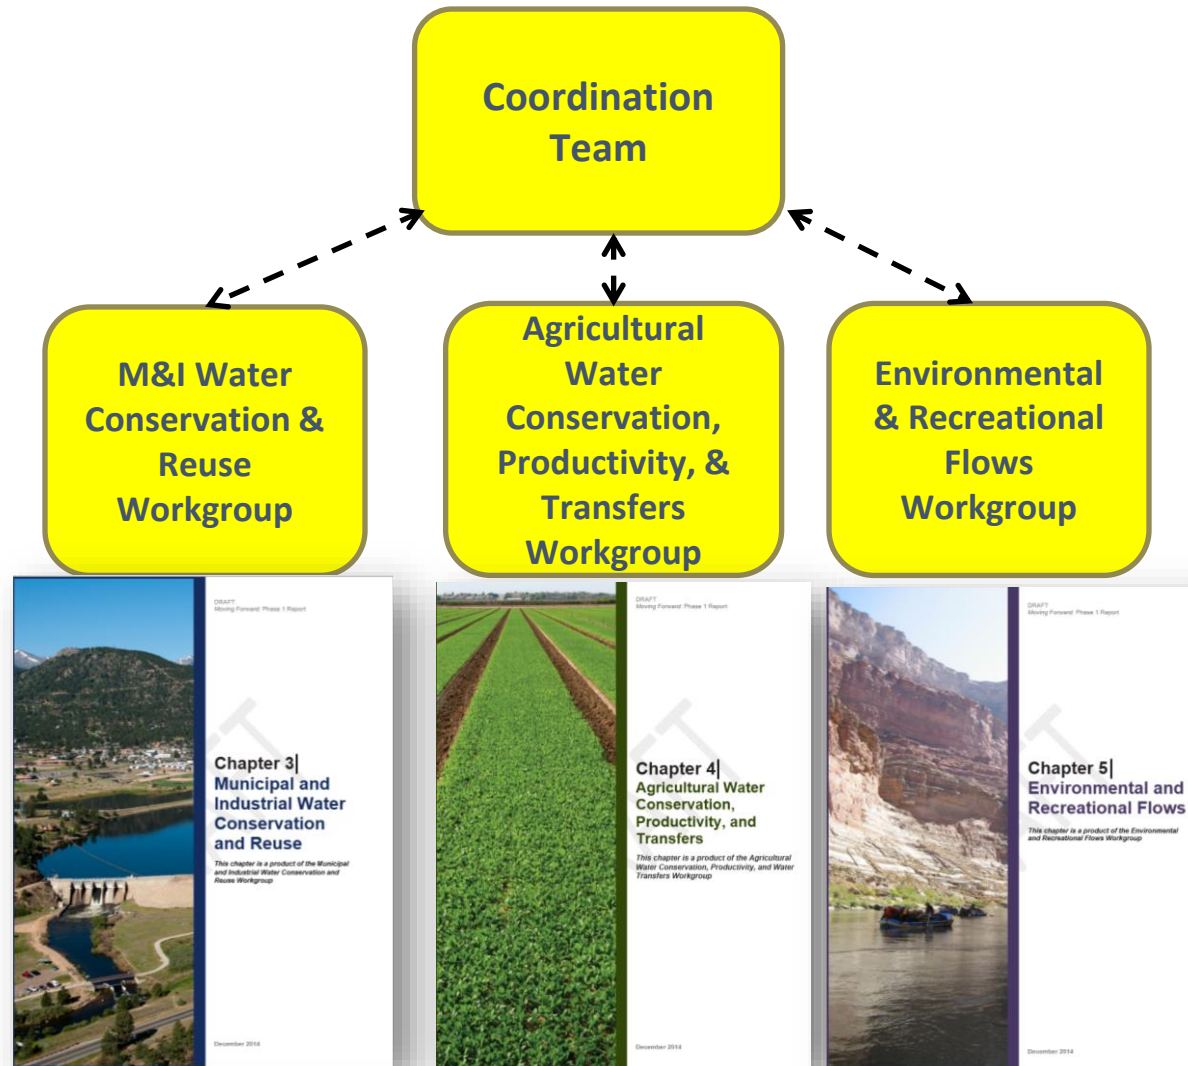 Coordination
Team
M&I Water
Conservation &
Reuse
Workgroup
Agricultural
Water
Conservation,
Productivity, &
Transfers
Workgroup
Environmental
& Recreational
Flows
Workgroup
DRAFT
Moving Forward: Phase 1 Report
Chapter 3|
Municipal and
Industrial Water
Conservation
and Reuse
This chapter is a product of the Municipal
and Industrial Water Conservation and
Reuse Workgroup
December 2014
DRAFT
Moving Forward: Phase 1 Report
Chapter 4|
Agricultural Water
Conservation,
Productivity, and
Transfers
This chapter is a product of the Agricultural
Water Conservation, Productivity, and Water
Transfers Workgroup
December 2014
DRAFT
Moving Forward: Phase 1 Report
Chapter 5|
Environmental and
Recreational Flows
This chapter is a product of the Environmental
and Recreational Flows Workgroup
December 2014